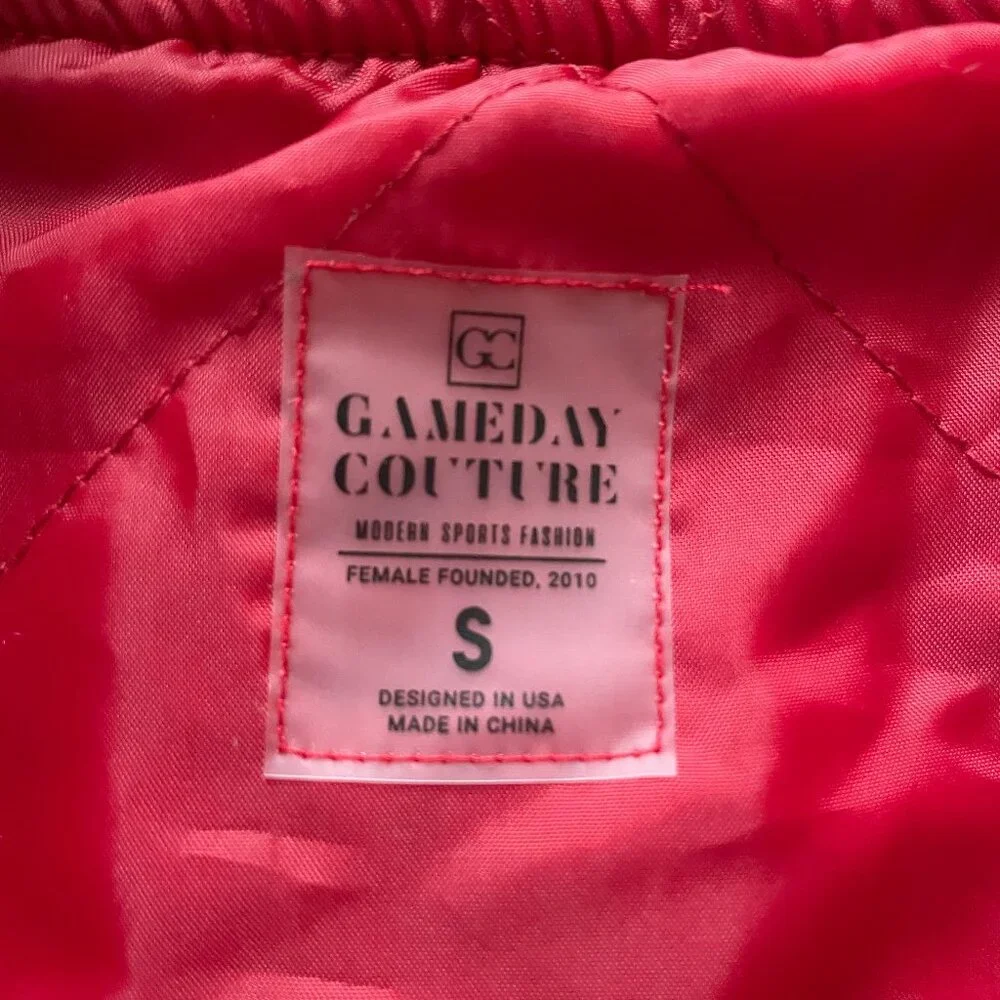 GC
GAMEDAY
COUTURE
MODERN SPORTS FASHION
FEMALE FOUNDED. 2010
S
DESIGNED IN USA
MADE IN CHINA